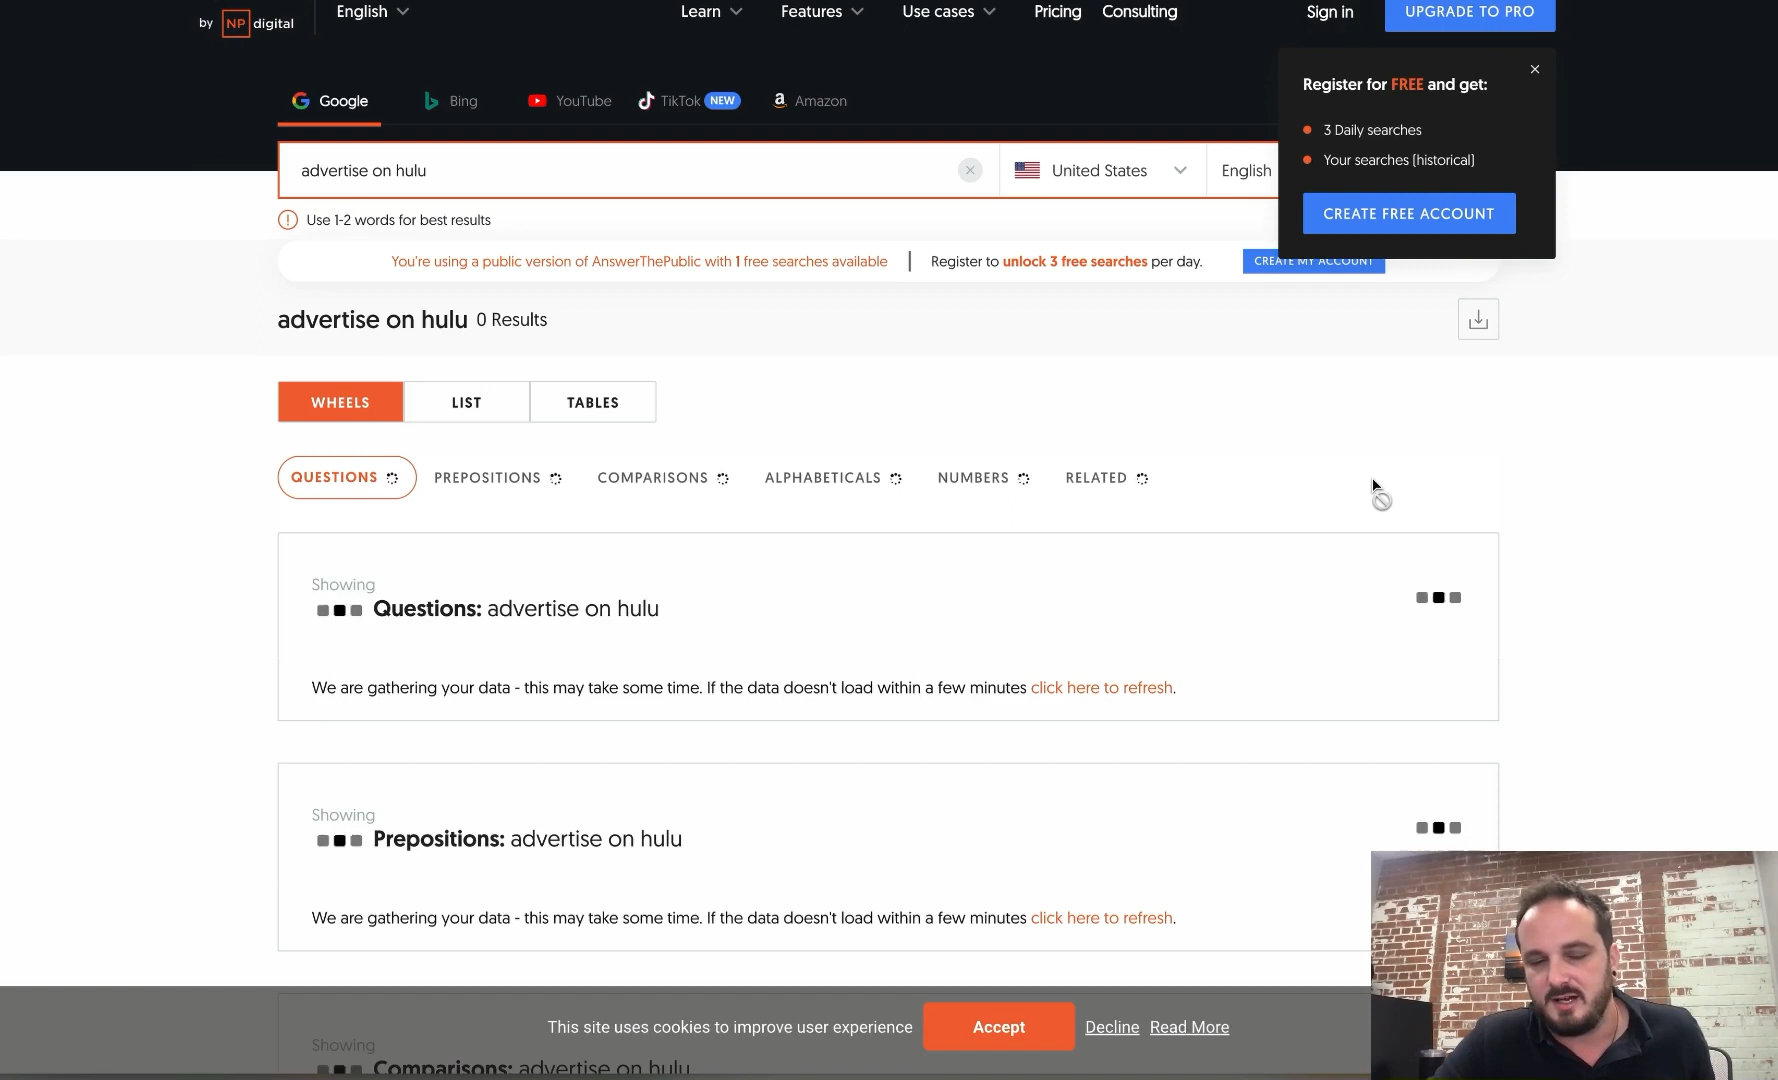 by NP digital
English
Learn
Features
Use cases
Pricing
Consulting
Sign in
UPGRADE TO PRO
Register for FREE and get:
3 Daily searches
Your searches (historical)
CREATE FREE ACCOUNT
Google
Bing
YouTube
TikTok NEW
Amazon
advertise on hulu
United States
English
Use 1-2 words for best results
You're using a public version of AnswerThePublic with 1 free searches available
Register to unlock 3 free searches per day.
CREATE MY ACCOUNT
advertise on hulu 0 Results
WHEELS
LIST
TABLES
QUESTIONS
PREPOSITIONS
COMPARISONS
ALPHABETICALS
NUMBERS
RELATED
Showing
Questions: advertise on hulu
We are gathering your data - this may take some time. If the data doesn't load within a few minutes click here to refresh.
Showing
Prepositions: advertise on hulu
We are gathering your data - this may take some time. If the data doesn't load within a few minutes click here to refresh.
This site uses cookies to improve user experience
Accept
Decline
Read More
Showing
Comparisons: advertise on hulu